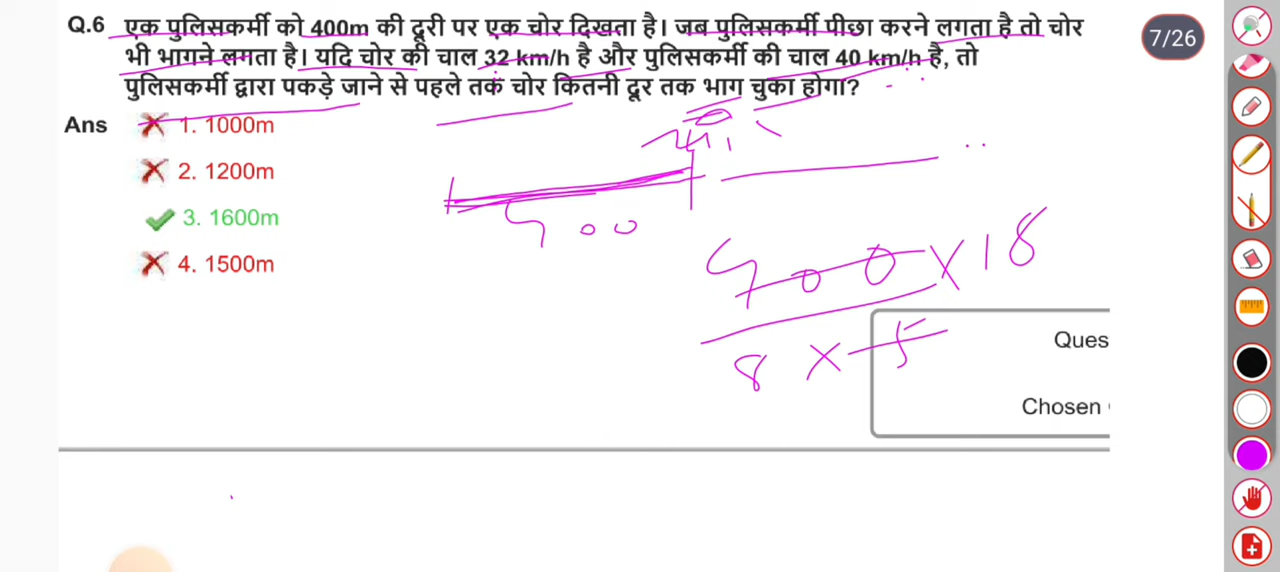 Q.6 एक पुलिसकर्मी को 400m की दूरी पर एक चोर दिखता है। जब पुलिसकर्मी पीछा करने लगता है तो चोर
भी भागने लगता है। यदि चोर की चाल 32 km/h है और पुलिसकर्मी की चाल 40 km/h है, तो
पुलिसकर्मी द्वारा पकड़े जाने से पहले तक चोर कितनी दूर तक भाग चुका होगा?
Ans 1. 1000m
2. 1200m
3. 1600m
4. 1500m
400
400 × 18
8 × 5
Ques
Chosen
7/26